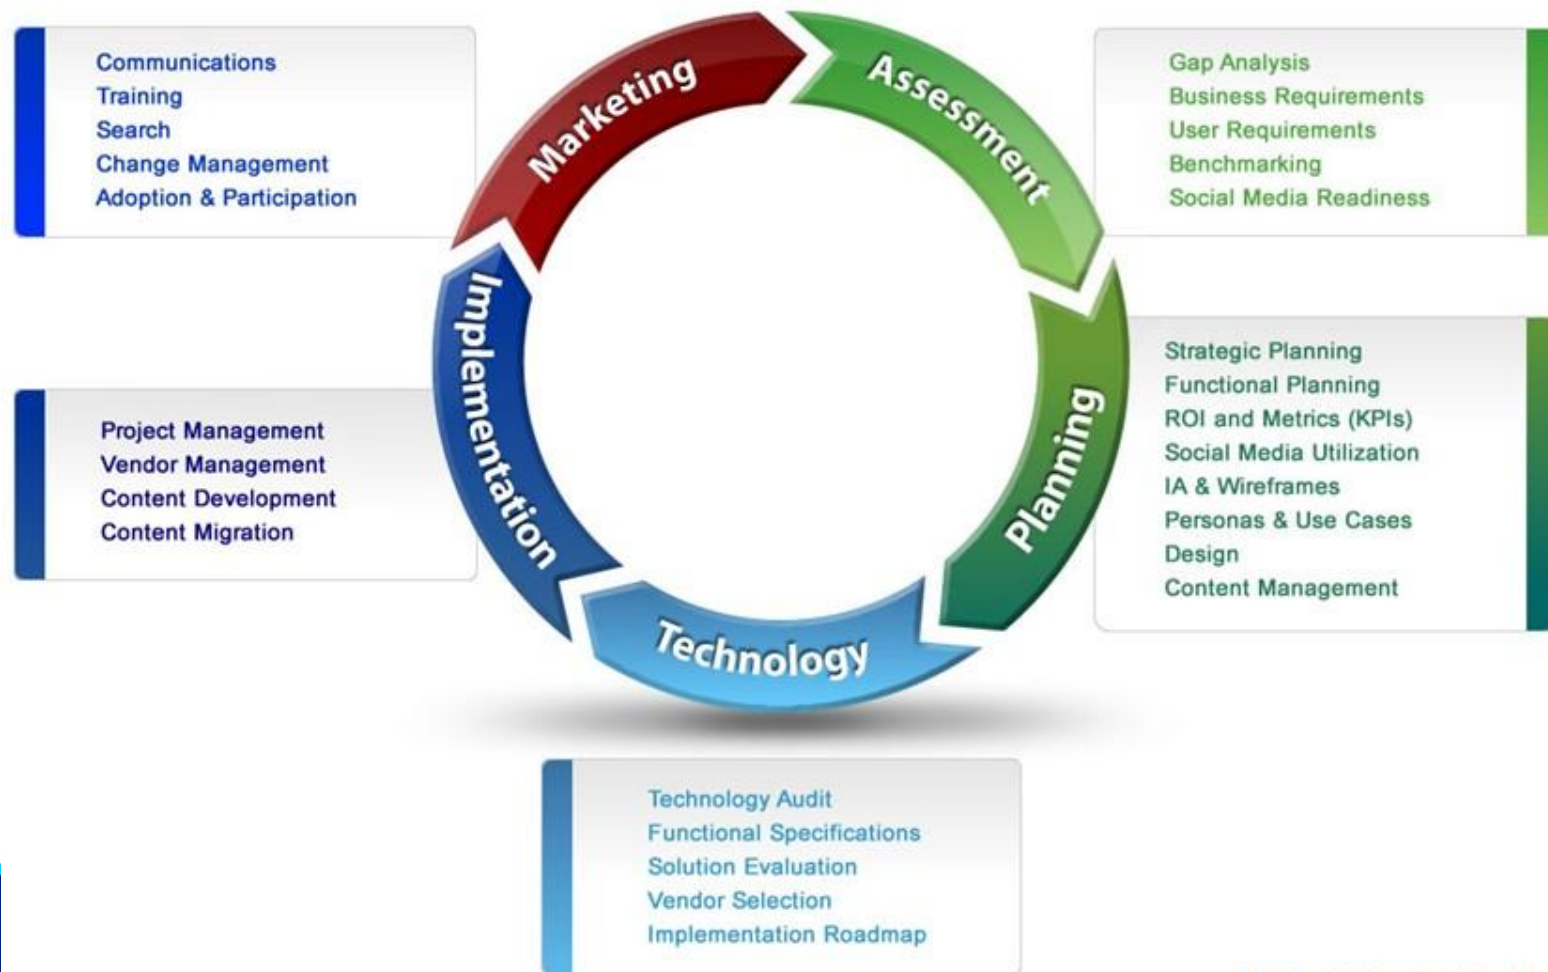 Communications
Training
Search
Change Management
Adoption & Participation
Marketing
Assessment
Gap Analysis
Business Requirements
User Requirements
Benchmarking
Social Media Readiness
Implementation
Project Management
Vendor Management
Content Development
Content Migration
Planning
Strategic Planning
Functional Planning
ROI and Metrics (KPIs)
Social Media Utilization
IA & Wireframes
Personas & Use Cases
Design
Content Management
Technology
Technology Audit
Functional Specifications
Solution Evaluation
Vendor Selection
Implementation Roadmap